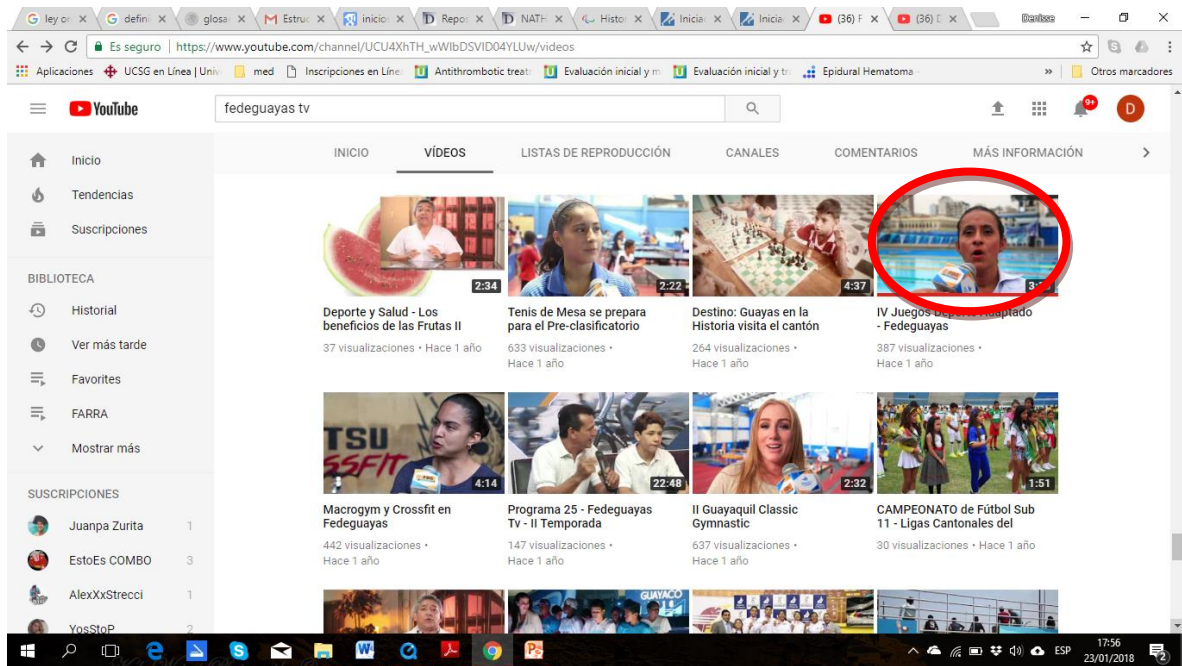 G ley or
G defini
glosa
M Estruc
inicio:
Repo:
NATH
Histor
Inicia
Inicia
(36) F
(36) [
Denisse
Es seguro | https://www.youtube.com/channel/UCU4XhTH_wWIbDSVID04YLUw/videos
Aplicaciones UCSG en Línea | Univ med Inscripciones en Líne Antithrombotic treat Evaluación inicial y m Evaluación inicial y tr Epidural Hematoma » Otros marcadores
YouTube
fedeguayas tv
9+
D
INICIO VÍDEOS LISTAS DE REPRODUCCIÓN CANALES COMENTARIOS MÁS INFORMACIÓN
Inicio
Tendencias
Suscripciones
BIBLIOTECA
Historial
Ver más tarde
Favorites
FARRA
Mostrar más
SUSCRIPCIONES
Juanpa Zurita 1
EstoEs COMBO 3
AlexXxStrecci 1
YosStoP 2
2:34
Deporte y Salud - Los
beneficios de las Frutas II
37 visualizaciones • Hace 1 año
2:22
Tenis de Mesa se prepara
para el Pre-clasificatorio
633 visualizaciones •
Hace 1 año
4:37
Destino: Guayas en la
Historia visita el cantón
264 visualizaciones •
Hace 1 año
IV Juegos Deporte Adaptado
- Fedeguayas
387 visualizaciones •
Hace 1 año
TSU
SSFIT
4:14
Macrogym y Crossfit en
Fedeguayas
442 visualizaciones •
Hace 1 año
22:48
Programa 25 - Fedeguayas
Tv - II Temporada
147 visualizaciones •
Hace 1 año
2:32
II Guayaquil Classic
Gymnastic
637 visualizaciones •
Hace 1 año
1:51
CAMPEONATO de Fútbol Sub
11 - Ligas Cantonales del
30 visualizaciones • Hace 1 año
GUAYACO
ESP
17:56
23/01/2018
2